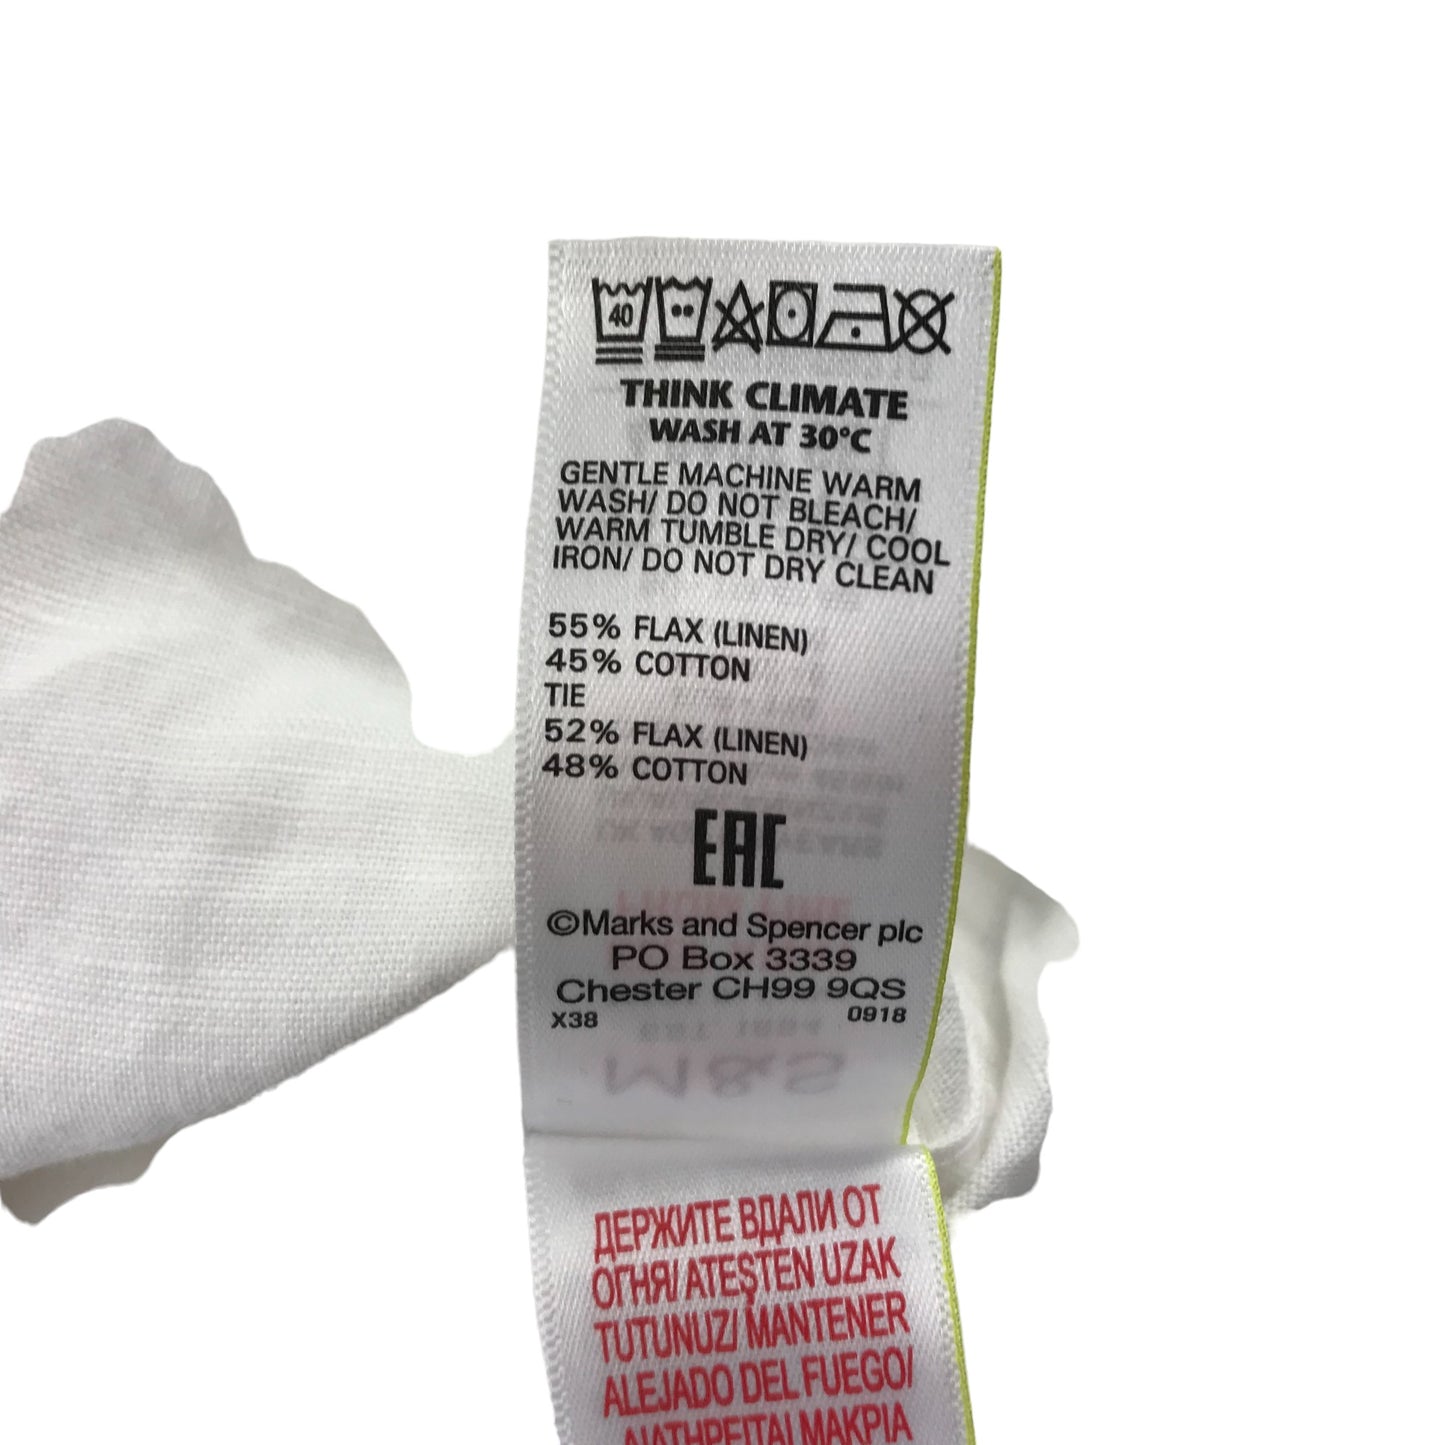 40
THINK CLIMATE
WASH AT 30°C
GENTLE MACHINE WARM
WASH/ DO NOT BLEACH/
WARM TUMBLE DRY/ COOL
IRON/ DO NOT DRY CLEAN
55% FLAX (LINEN)
45% COTTON
TIE
52% FLAX (LINEN)
48% COTTON
EAC
©Marks and Spencer plc
PO Box 3339
Chester CH99 9QS
X38 0918
M&S
ДЕРЖИТЕ ВДАЛИ ОТ
ОГНЯ/ ATEŞTEN UZAK
TUTUNUZ/ MANTENER
ALEJADO DEL FUEGO/
ΜΑΚΡΙΑ